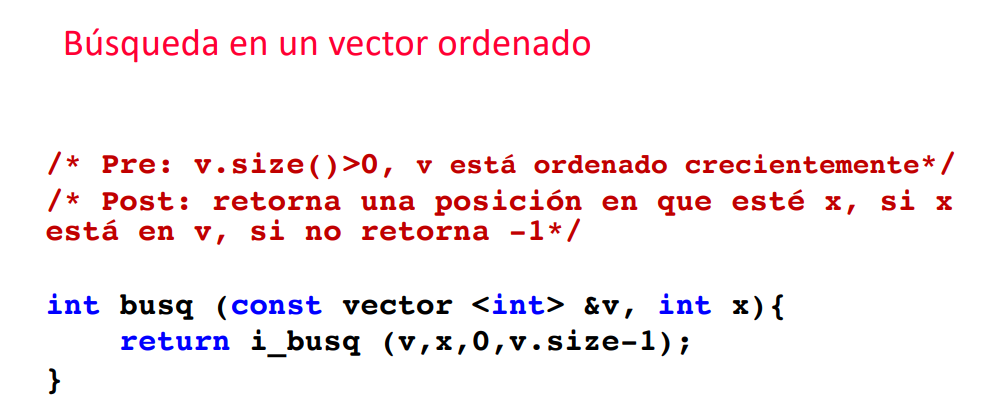 Búsqueda en un vector ordenado
/* Pre: v.size()>0, v está ordenado crecientemente*/
/* Post: retorna una posición en que esté x, si x
está en v, si no retorna -1*/
int busq (const vector <int> &v, int x){
return i_busq (v,x,0,v.size-1);
}